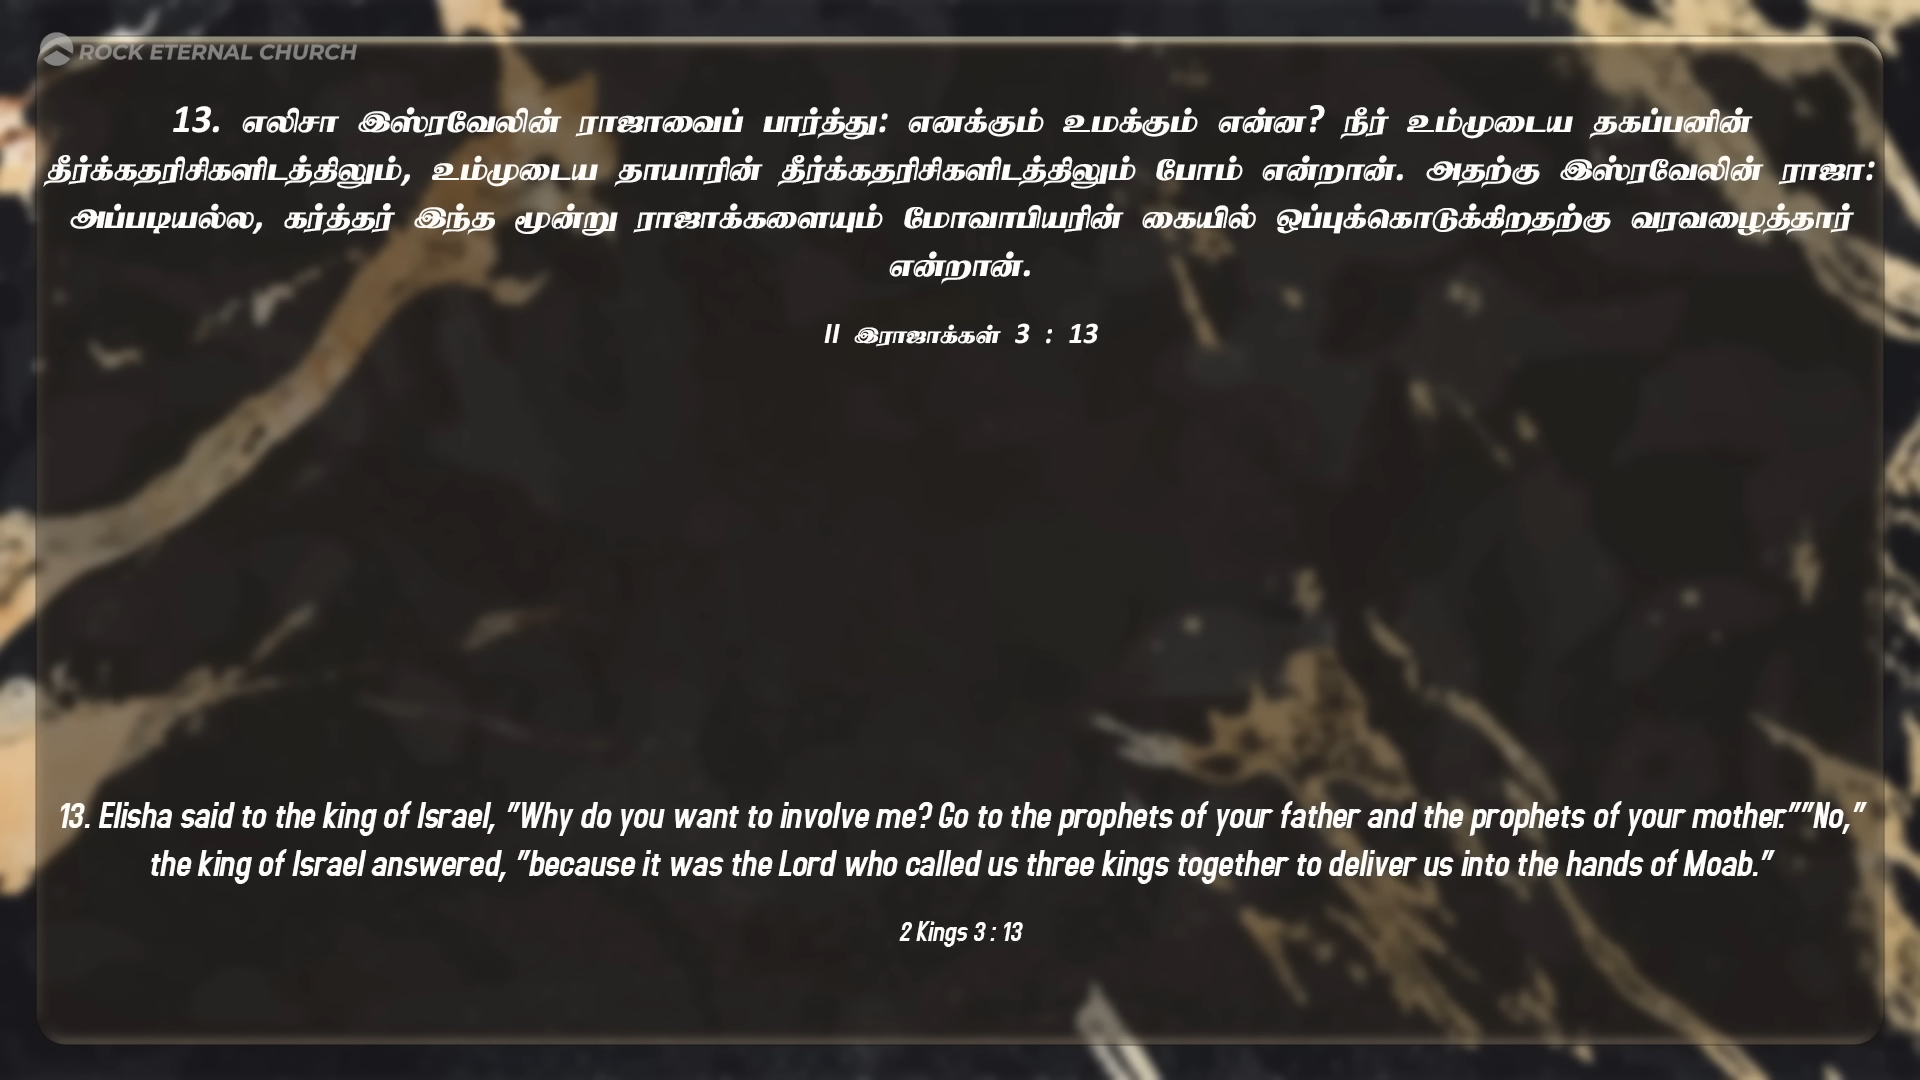 ROCK ETERNAL CHURCH
13. எலிசா இஸ்ரவேலின் ராஜாவைப் பார்த்து: எனக்கும் உமக்கும் என்ன? நீர் உம்முடைய தகப்பனின்
தீர்க்கதரிசிகளிடத்திலும், உம்முடைய தாயாரின் தீர்க்கதரிசிகளிடத்திலும் போம் என்றான். அதற்கு இஸ்ரவேலின் ராஜா:
அப்படியல்ல, கர்த்தர் இந்த மூன்று ராஜாக்களையும் மோவாபியரின் கையில் ஒப்புக்கொடுக்கிறதற்கு வரவழைத்தார்
என்றான்.
II இராஜாக்கள் 3 : 13
13. Elisha said to the king of Israel, "Why do you want to involve me? Go to the prophets of your father and the prophets of your mother.""No,"
the king of Israel answered, "because it was the Lord who called us three kings together to deliver us into the hands of Moab."
2 Kings 3 : 13